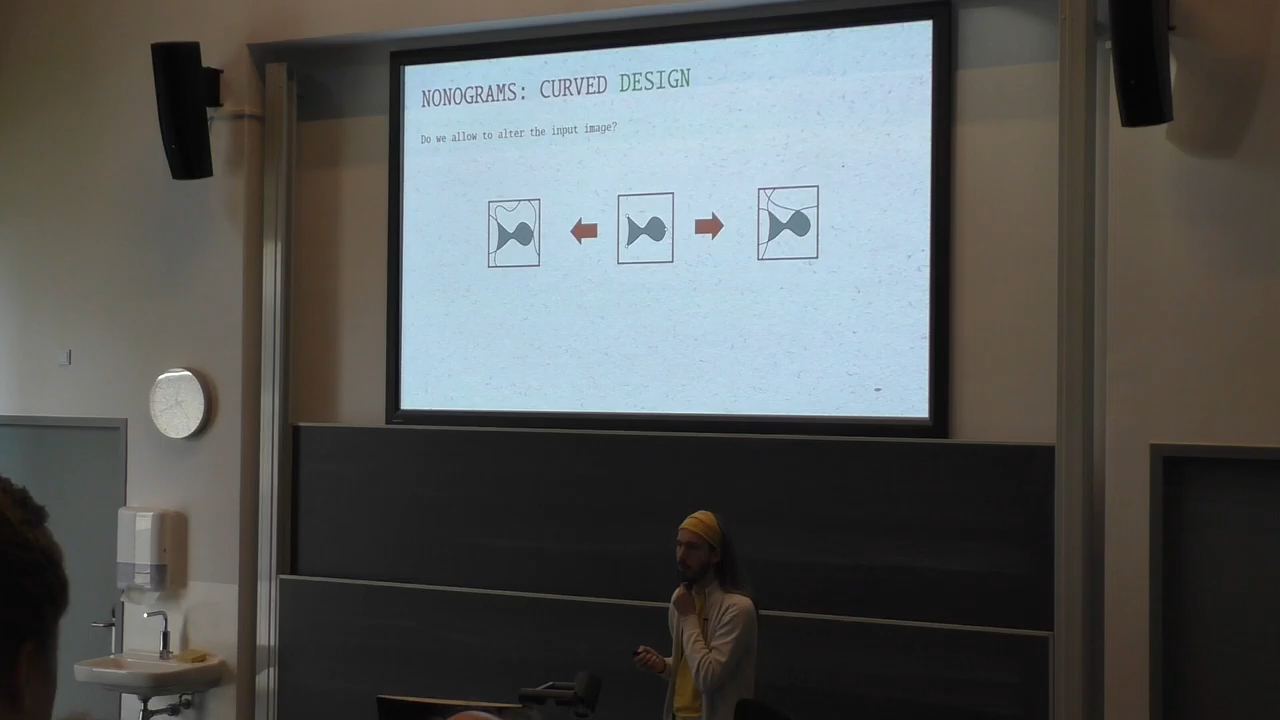 NONOGRAMS: CURVED DESIGN
Do we allow to alter the input image?